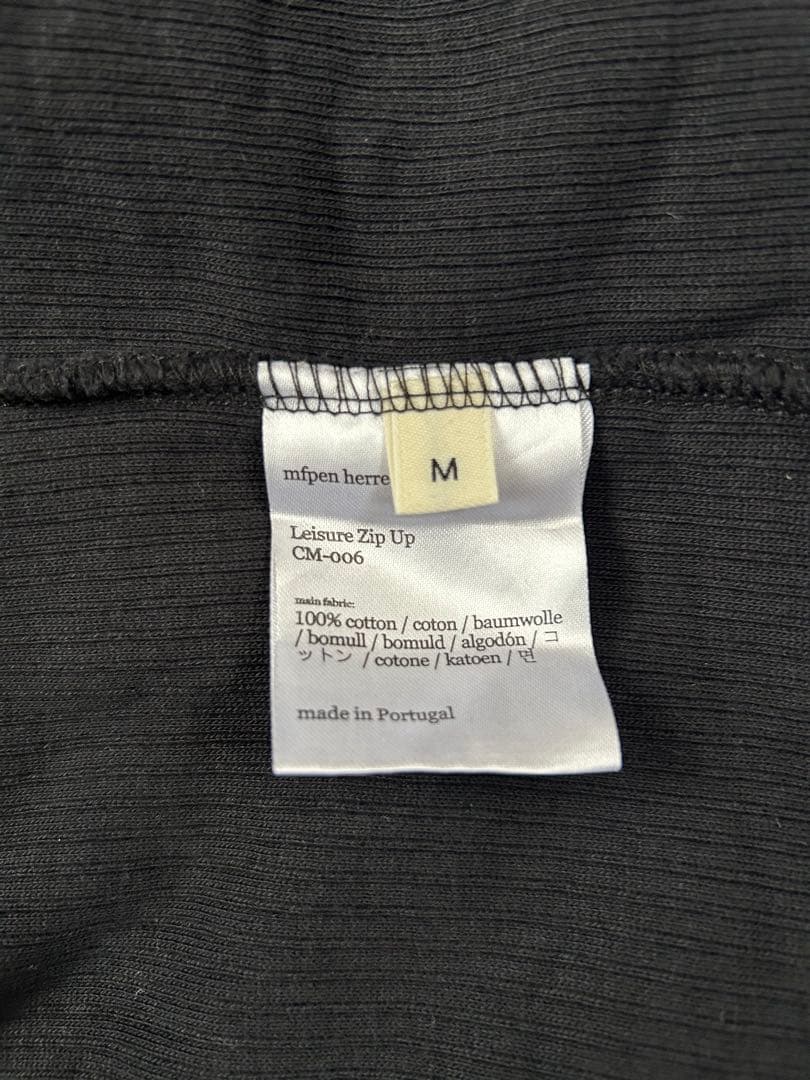 mfpen herre
M
Leisure Zip Up
CM-006
main fabric:
100% cotton / coton / baumwolle
/ bomull / bomuld / algodón / コ
ットン / cotone / katoen / 면
made in Portugal